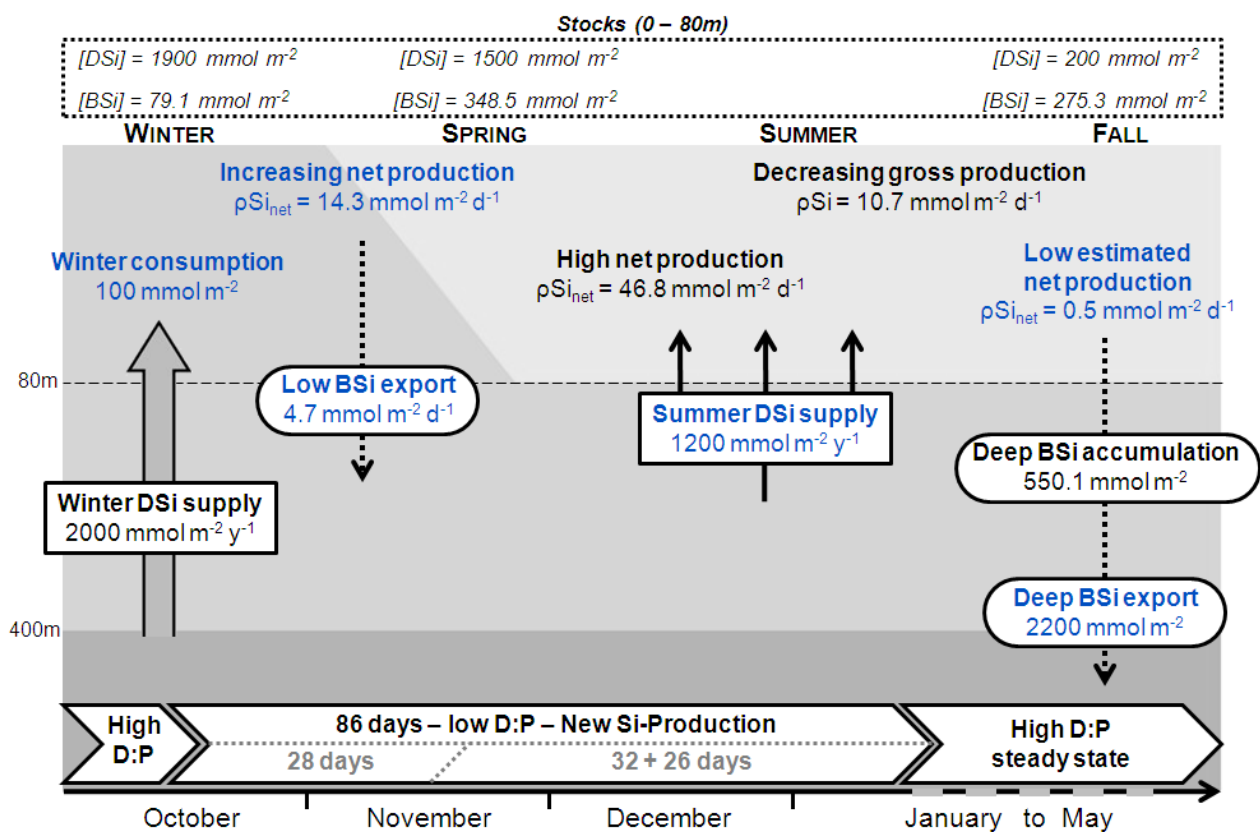 Stocks (0 – 80m)
[DSi] = 1900 mmol m-2
[DSi] = 1500 mmol m-2
[DSi] = 200 mmol m-2
[BSi] = 79.1 mmol m-2
[BSi] = 348.5 mmol m-2
[BSi] = 275.3 mmol m-2
WINTER
SPRING
SUMMER
FALL
Increasing net production
ρSinet = 14.3 mmol m-2 d-1
Decreasing gross production
ρSi = 10.7 mmol m-2 d-1
Winter consumption
100 mmol m-2
High net production
ρSinet = 46.8 mmol m-2 d-1
Low estimated
net production
ρSinet = 0.5 mmol m-2 d-1
80m
Low BSi export
4.7 mmol m-2 d-1
Summer DSi supply
1200 mmol m-2 y-1
Deep BSi accumulation
550.1 mmol m-2
Winter DSi supply
2000 mmol m-2 y-1
Deep BSi export
2200 mmol m-2
400m
High
D:P
86 days – low D:P – New Si-Production
28 days
32 + 26 days
High D:P
steady state
October
November
December
January to May